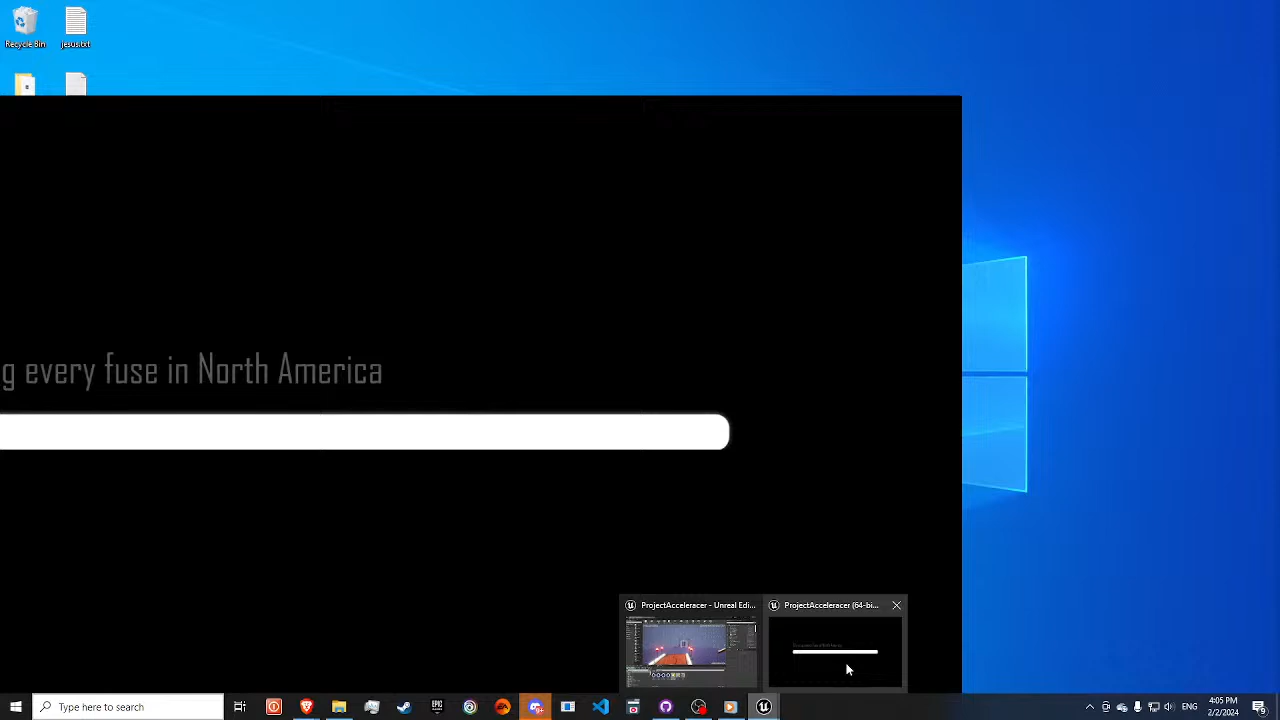 Recycle Bin
jesus.txt
g every fuse in North America
ProjectAcceleracer - Unreal Edi...
ProjectAcceleracer (64-bi...
Type here to search
ENG
4:05 PM
2/2/2024
2